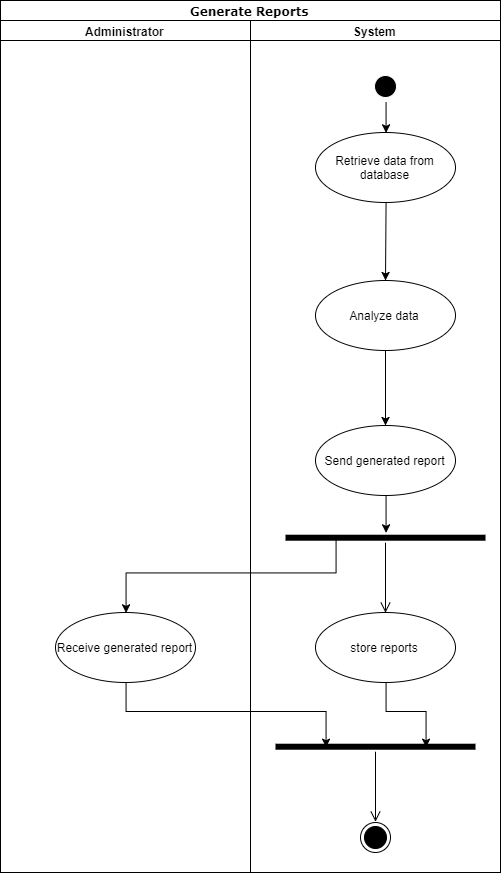 Generate Reports
Administrator
System
Retrieve data from
database
Analyze data
Send generated report
Receive generated report
store reports